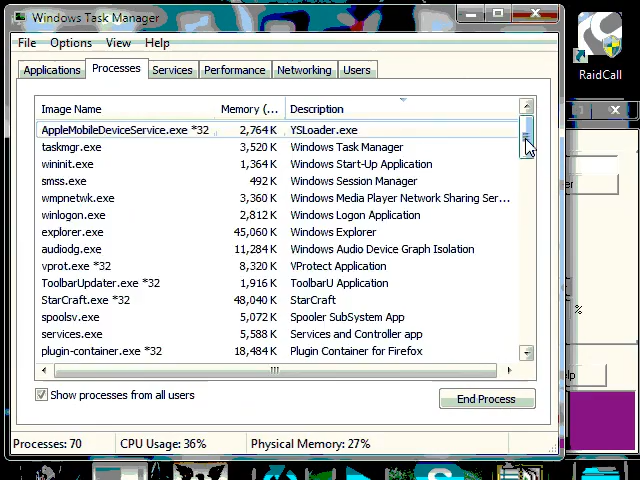 Windows Task Manager
File Options View Help
Applications Processes Services Performance Networking Users
Image Name Memory (... Description
AppleMobileDeviceService.exe *32 2,764 K YSLoader.exe
taskmgr.exe 3,520 K Windows Task Manager
wininit.exe 1,364 K Windows Start-Up Application
smss.exe 492 K Windows Session Manager
wmpnetwk.exe 3,360 K Windows Media Player Network Sharing Ser...
winlogon.exe 2,812 K Windows Logon Application
explorer.exe 45,060 K Windows Explorer
audiodg.exe 11,284 K Windows Audio Device Graph Isolation
vprot.exe *32 8,320 K VProtect Application
ToolbarUpdater.exe *32 1,916 K ToolbarU Application
StarCraft.exe *32 48,040 K StarCraft
spoolsv.exe 5,072 K Spooler SubSystem App
services.exe 5,588 K Services and Controller app
plugin-container.exe *32 18,484 K Plugin Container for Firefox
Show processes from all users
End Process
Processes: 70 CPU Usage: 36% Physical Memory: 27%
RaidCall
%